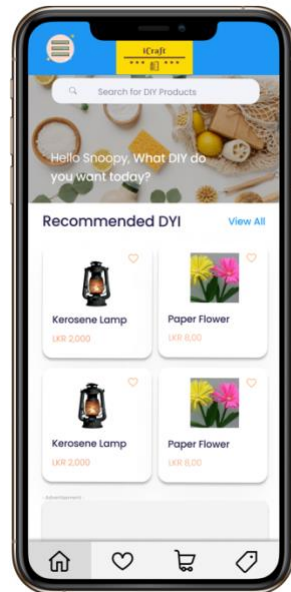 iCraft
Search for DIY Products
Hello Snoopy, What DIY do
you want today?
Recommended DYI
View All
Kerosene Lamp
Paper Flower
LKR 2,000
LKR 8,00
Kerosene Lamp
Paper Flower
LKR 2,000
LKR 8,00
Advertisement